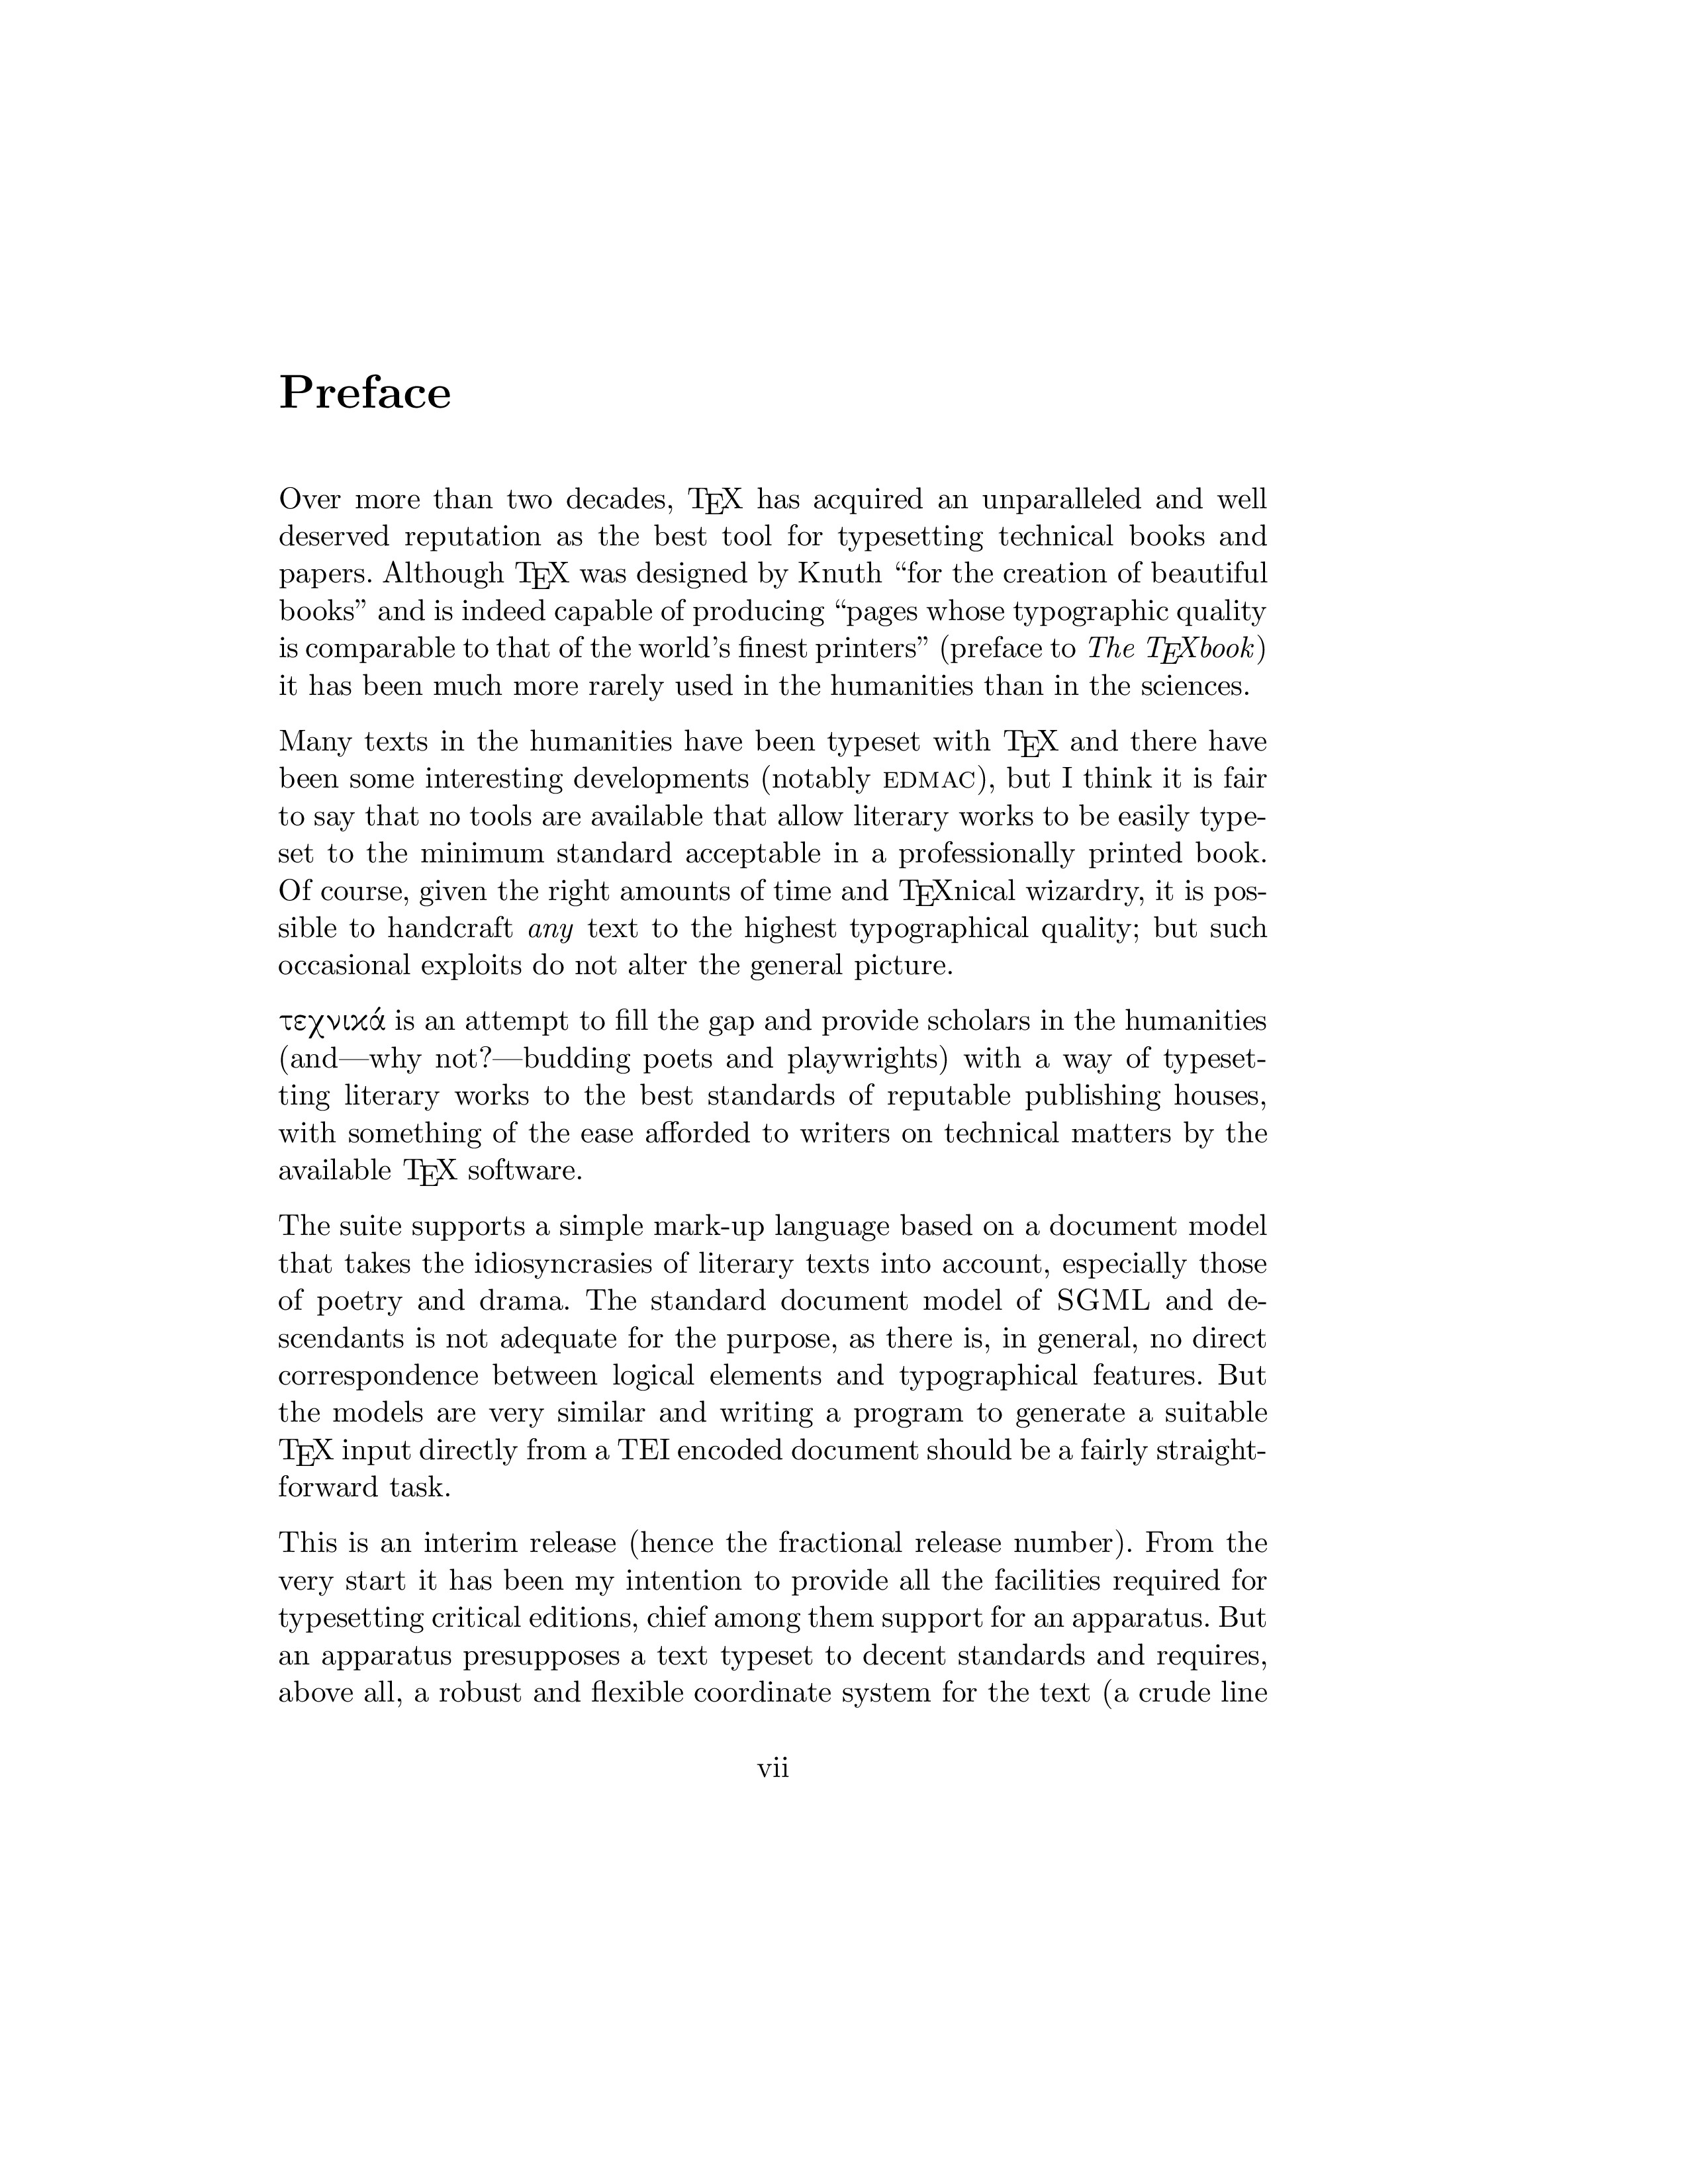 Preface
Over more than two decades, TEX has acquired an unparalleled and well
deserved reputation as the best tool for typesetting technical books and
papers. Although TEX was designed by Knuth “for the creation of beautiful
books” and is indeed capable of producing “pages whose typographic quality
is comparable to that of the world’s finest printers” (preface to The TEXbook)
it has been much more rarely used in the humanities than in the sciences.
Many texts in the humanities have been typeset with TEX and there have
been some interesting developments (notably EDMAC), but I think it is fair
to say that no tools are available that allow literary works to be easily type-
set to the minimum standard acceptable in a professionally printed book.
Of course, given the right amounts of time and TEXnical wizardry, it is pos-
sible to handcraft any text to the highest typographical quality; but such
occasional exploits do not alter the general picture.
τεχνικά is an attempt to fill the gap and provide scholars in the humanities
(and—why not?—budding poets and playwrights) with a way of typeset-
ting literary works to the best standards of reputable publishing houses,
with something of the ease afforded to writers on technical matters by the
available TEX software.
The suite supports a simple mark-up language based on a document model
that takes the idiosyncrasies of literary texts into account, especially those
of poetry and drama. The standard document model of SGML and de-
scendants is not adequate for the purpose, as there is, in general, no direct
correspondence between logical elements and typographical features. But
the models are very similar and writing a program to generate a suitable
TEX input directly from a TEI encoded document should be a fairly straight-
forward task.
This is an interim release (hence the fractional release number). From the
very start it has been my intention to provide all the facilities required for
typesetting critical editions, chief among them support for an apparatus. But
an apparatus presupposes a text typeset to decent standards and requires,
above all, a robust and flexible coordinate system for the text (a crude line
vii